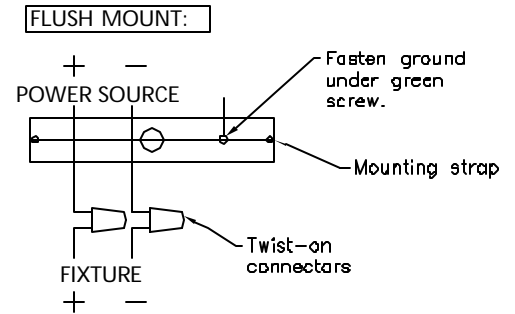 FLUSH MOUNT:
+ −
POWER SOURCE
Fasten ground
under green
screw.
Mounting strap
Twist-on
connectors
FIXTURE
+ −